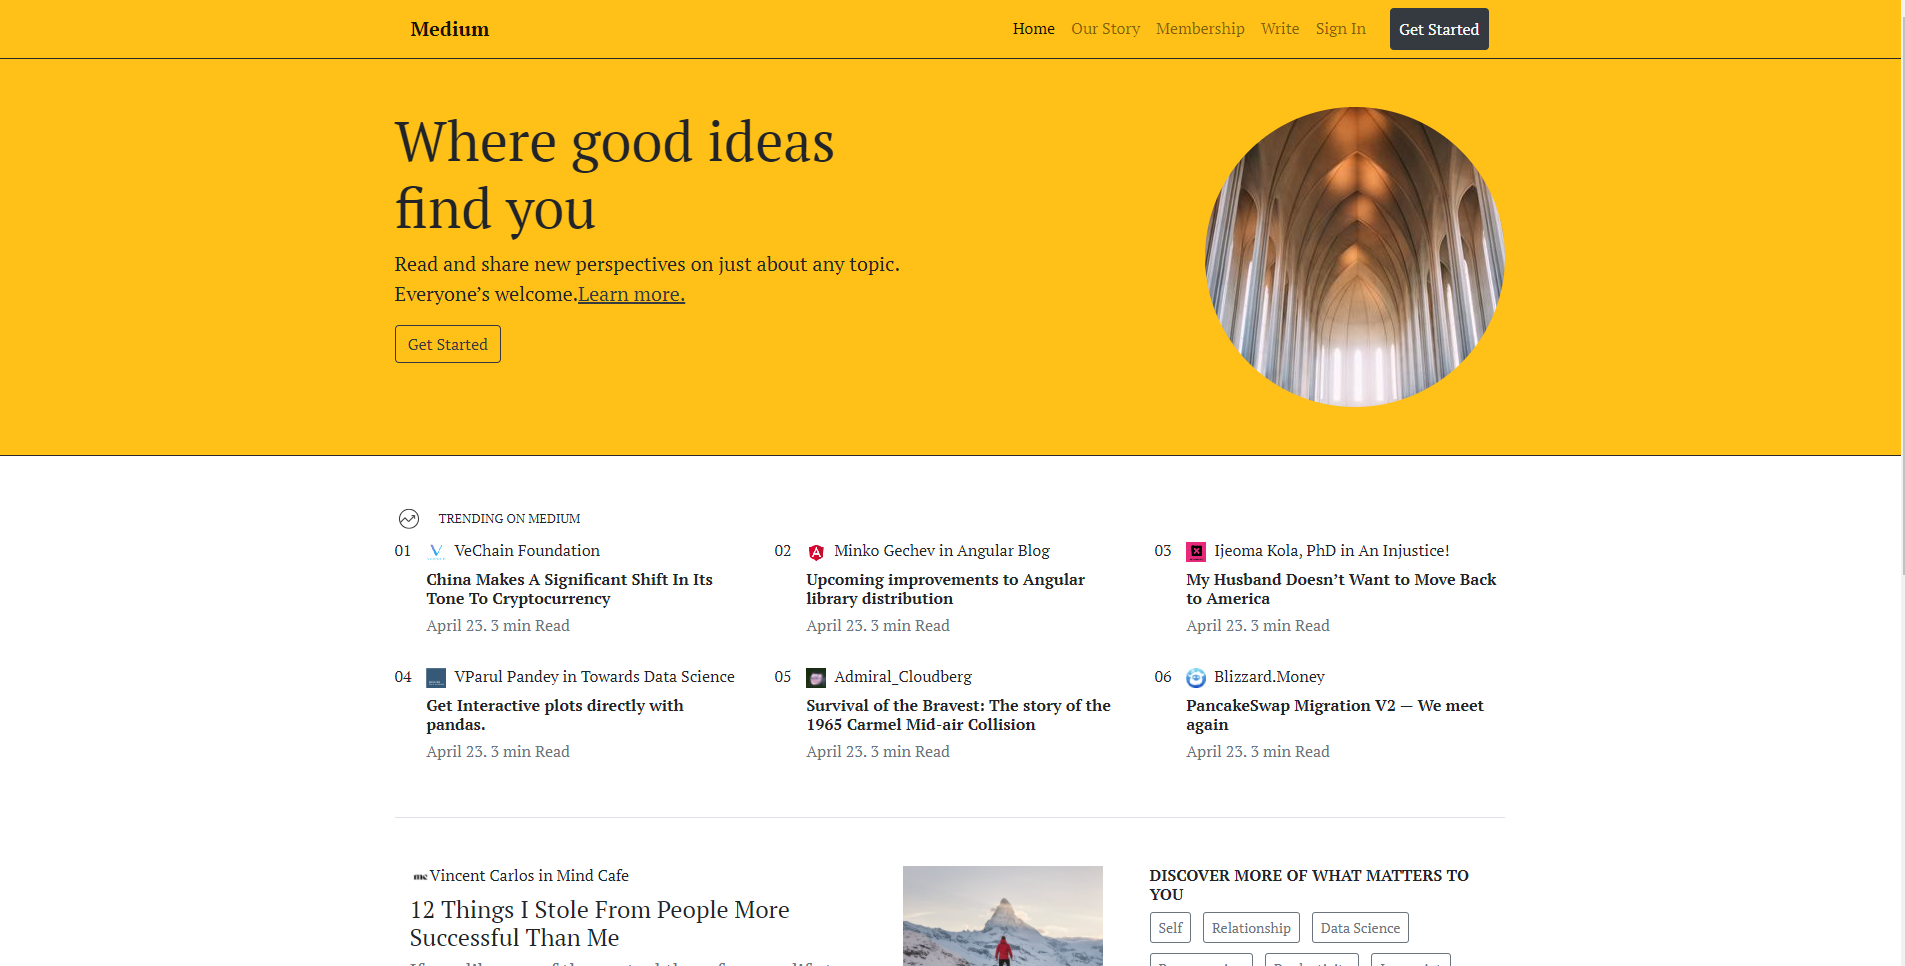 Medium
Home Our Story Membership Write Sign In Get Started
Where good ideas
find you
Read and share new perspectives on just about any topic.
Everyone’s welcome.Learn more.
Get Started
TRENDING ON MEDIUM
01 VeChain Foundation
China Makes A Significant Shift In Its
Tone To Cryptocurrency
April 23. 3 min Read
02 Minko Gechev in Angular Blog
Upcoming improvements to Angular
library distribution
April 23. 3 min Read
03 Ijeoma Kola, PhD in An Injustice!
My Husband Doesn’t Want to Move Back
to America
April 23. 3 min Read
04 VParul Pandey in Towards Data Science
Get Interactive plots directly with
pandas.
April 23. 3 min Read
05 Admiral_Cloudberg
Survival of the Bravest: The story of the
1965 Carmel Mid-air Collision
April 23. 3 min Read
06 Blizzard.Money
PancakeSwap Migration V2 — We meet
again
April 23. 3 min Read
Vincent Carlos in Mind Cafe
12 Things I Stole From People More
Successful Than Me
DISCOVER MORE OF WHAT MATTERS TO
YOU
Self Relationship Data Science